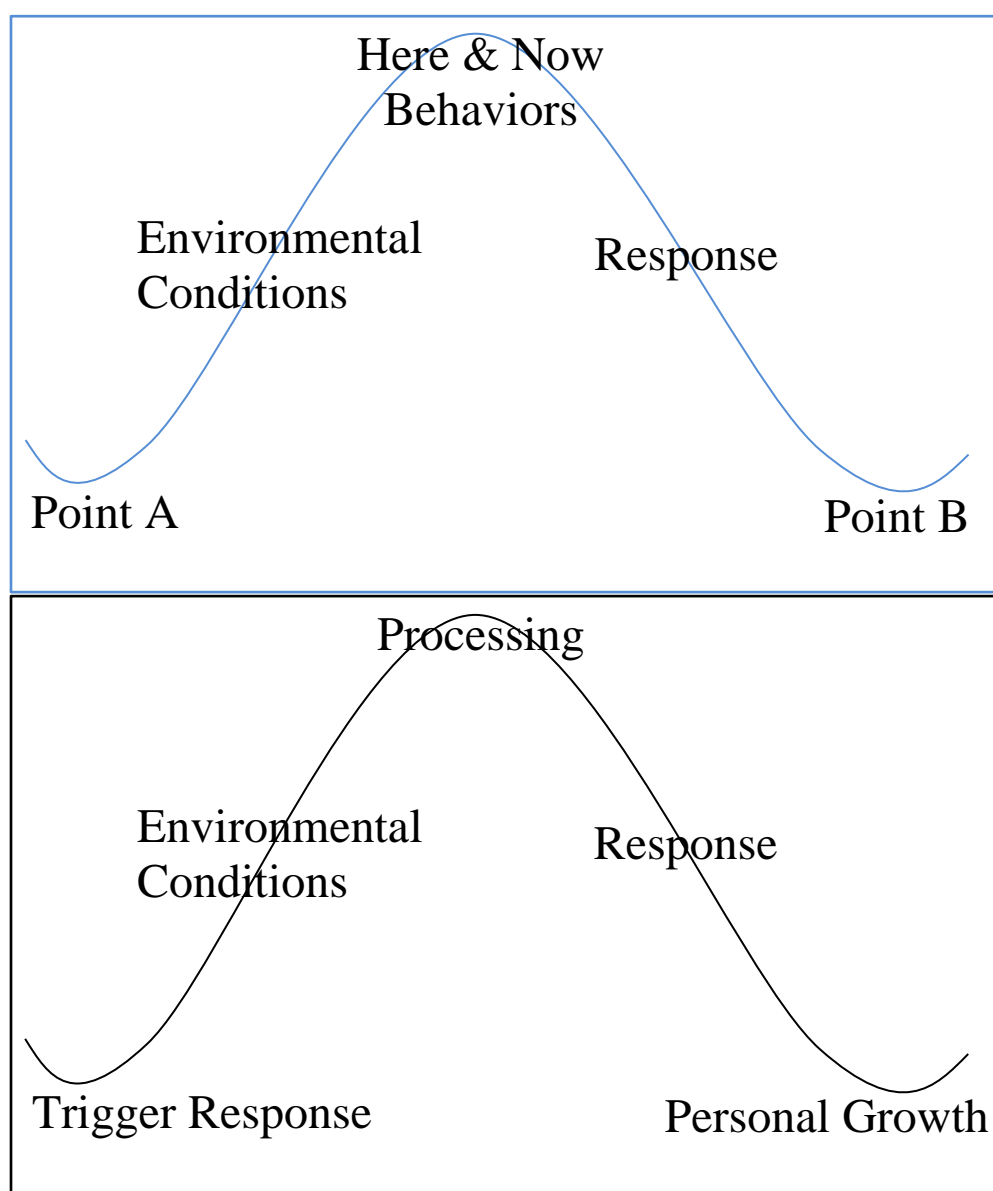 Here & Now
Behaviors
Environmental
Conditions
Response
Point A
Point B
Processing
Environmental
Conditions
Response
Trigger Response
Personal Growth